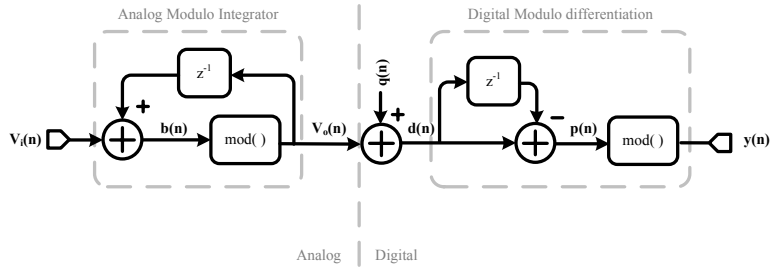 Analog Modulo Integrator
Digital Modulo differentiation
z-1
z-1
q(n)
+
+
−
Vi(n)
b(n)
mod( )
Vo(n)
d(n)
p(n)
mod( )
y(n)
Analog
Digital